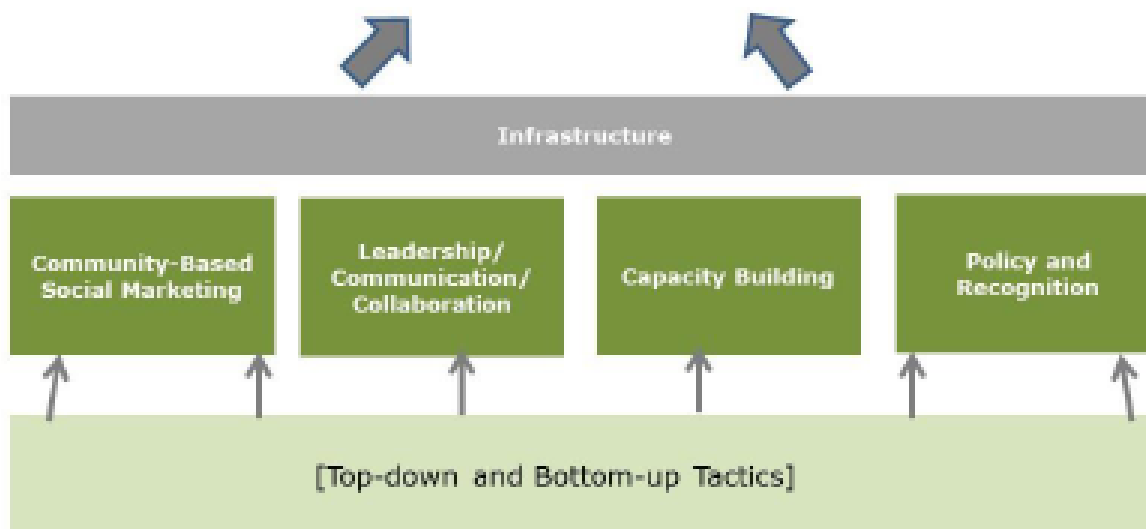 Infrastructure
Community-Based
Social Marketing
Leadership/
Communication/
Collaboration
Capacity Building
Policy and
Recognition
[Top-down and Bottom-up Tactics]